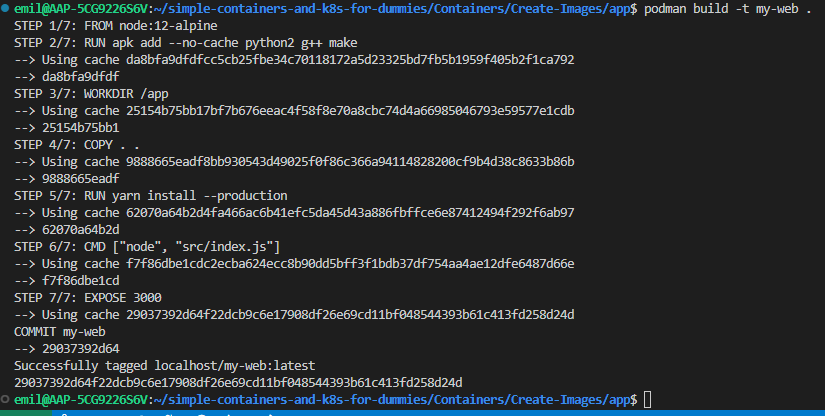 emil@AAP-5CG9226S6V:~/simple-containers-and-k8s-for-dummies/Containers/Create-Images/app$ podman build -t my-web .
STEP 1/7: FROM node:12-alpine
STEP 2/7: RUN apk add --no-cache python2 g++ make
--> Using cache da8bfa9dfdfcc5cb25fbe34c70118172a5d23325bd7fb5b1959f405b2f1ca792
--> da8bfa9dfdf
STEP 3/7: WORKDIR /app
--> Using cache 25154b75bb17bf7b676eeac4f58f8e70a8cbc74d4a66985046793e59577e1cdb
--> 25154b75bb1
STEP 4/7: COPY . .
--> Using cache 9888665eadf8bb930543d49025f0f86c366a94114828200cf9b4d38c8633b86b
--> 9888665eadf
STEP 5/7: RUN yarn install --production
--> Using cache 62070a64b2d4fa466ac6b41efc5da45d43a886fbffce6e87412494f292f6ab97
--> 62070a64b2d
STEP 6/7: CMD ["node", "src/index.js"]
--> Using cache f7f86dbe1cdc2ecba624ecc8b90dd5bff3f1bdb37df754aa4ae12dfe6487d66e
--> f7f86dbe1cd
STEP 7/7: EXPOSE 3000
--> Using cache 29037392d64f22dcb9c6e17908df26e69cd11bf048544393b61c413fd258d24d
COMMIT my-web
--> 29037392d64
Successfully tagged localhost/my-web:latest
29037392d64f22dcb9c6e17908df26e69cd11bf048544393b61c413fd258d24d
emil@AAP-5CG9226S6V:~/simple-containers-and-k8s-for-dummies/Containers/Create-Images/app$